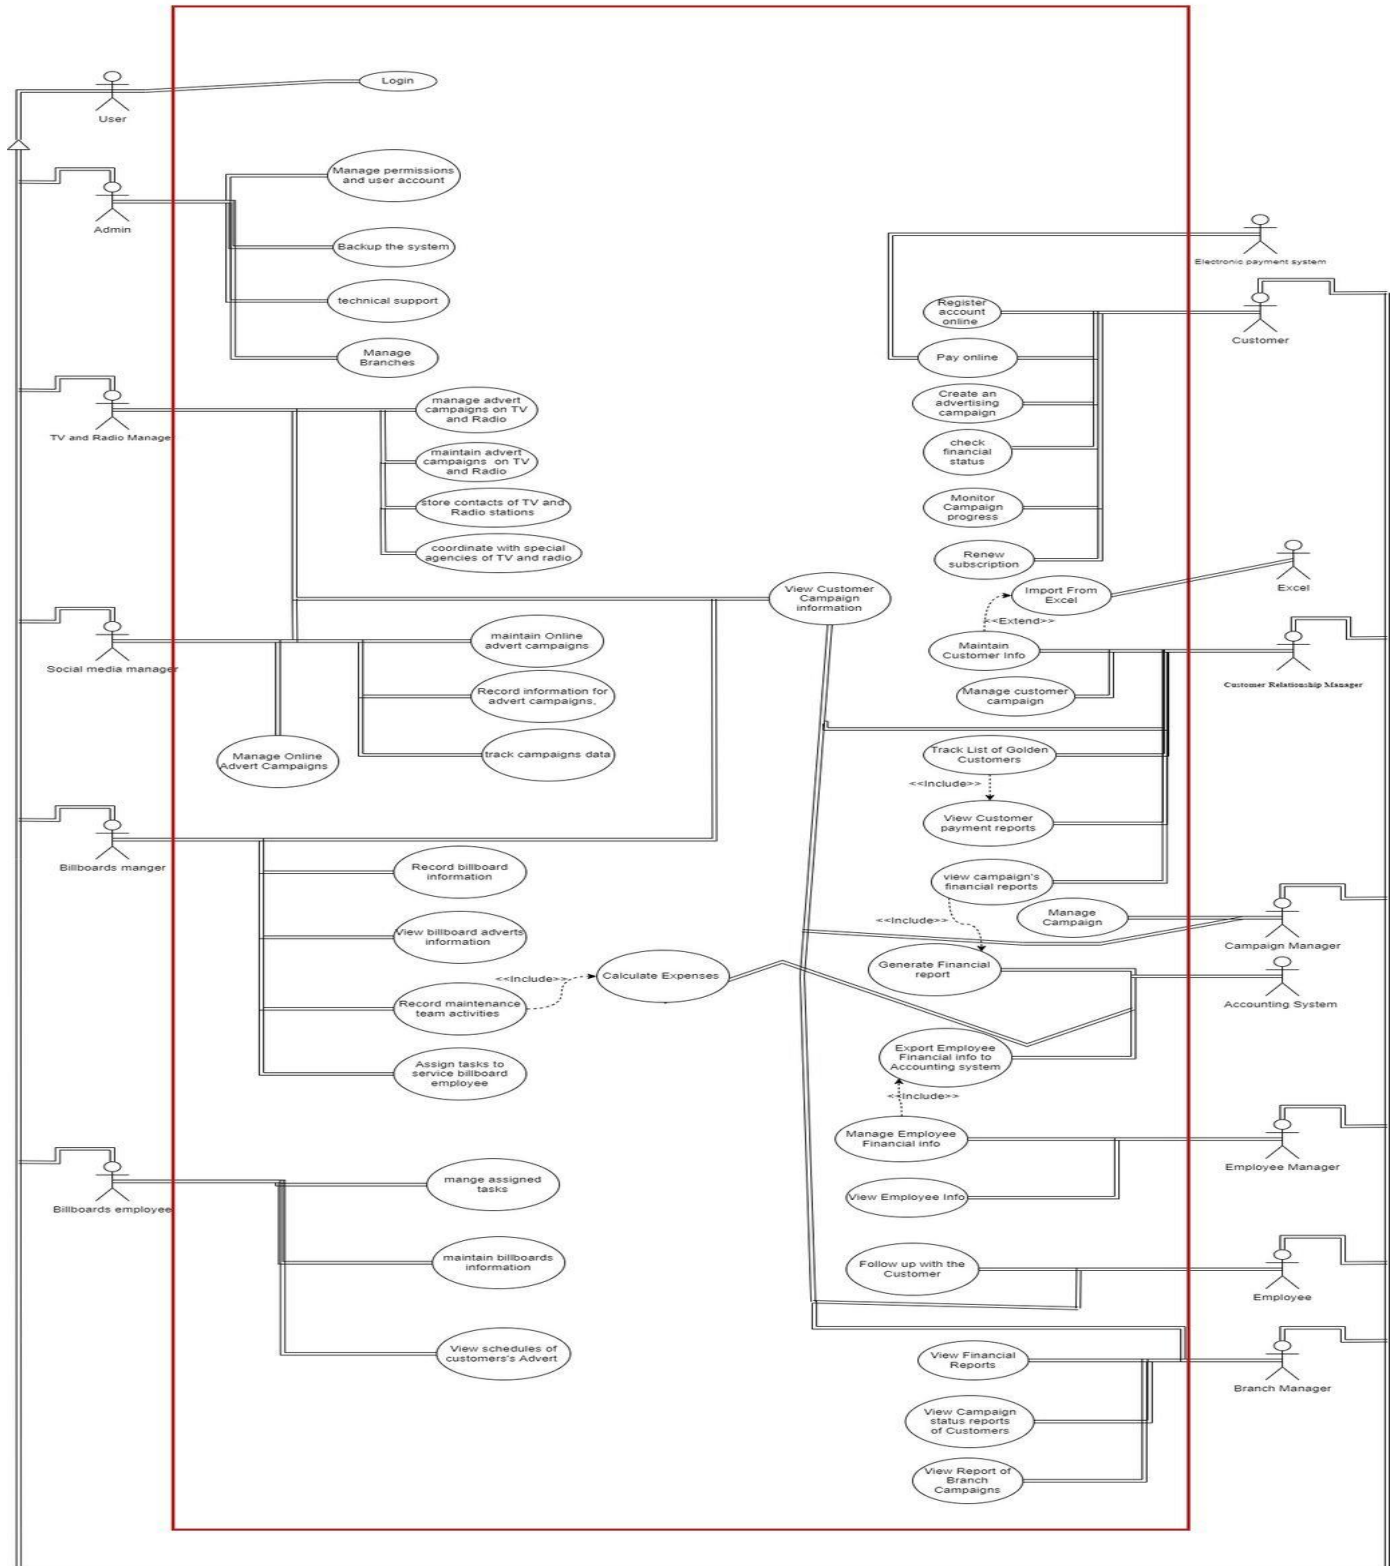 Login
User
Manage permissions
and user account
Admin
Backup the system
technical support
Manage
Branches
manage advert
campaigns on TV
and Radio
TV and Radio Manager
maintain advert
campaigns on TV
and Radio
store contacts of TV and
Radio stations
coordinate with special
agencies of TV and radio
View Customer
Campaign
information
maintain Online
advert campaigns
Social media manager
Record information for
advert campaigns,
track campaigns data
Manage Online
Advert Campaigns
Billboards manger
Record billboard
information
View billboard adverts
information
<<Include>>
Calculate Expenses
Record maintenance
team activities
Assign tasks to
service billboard
employee
mange assigned
tasks
Billboards employee
maintain billboards
information
View schedules of
customers's Advert
Electronic payment system
Register
account
online
Customer
Pay online
Create an
advertising
campaign
check
financial
status
Monitor
Campaign
progress
Renew
subscription
Import From
Excel
Excel
<<Extend>>
Maintain
Customer Info
Customer Relationship Manager
Manage customer
campaign
Track List of Golden
Customers
<<Include>>
View Customer
payment reports
view campaign's
financial reports
<<Include>>
Manage
Campaign
Campaign Manager
Generate Financial
report
Accounting System
Export Employee
Financial info to
Accounting system
<<Include>>
Manage Employee
Financial info
Employee Manager
View Employee Info
Follow up with the
Customer
Employee
View Financial
Reports
Branch Manager
View Campaign
status reports
of Customers
View Report of
Branch
Campaigns